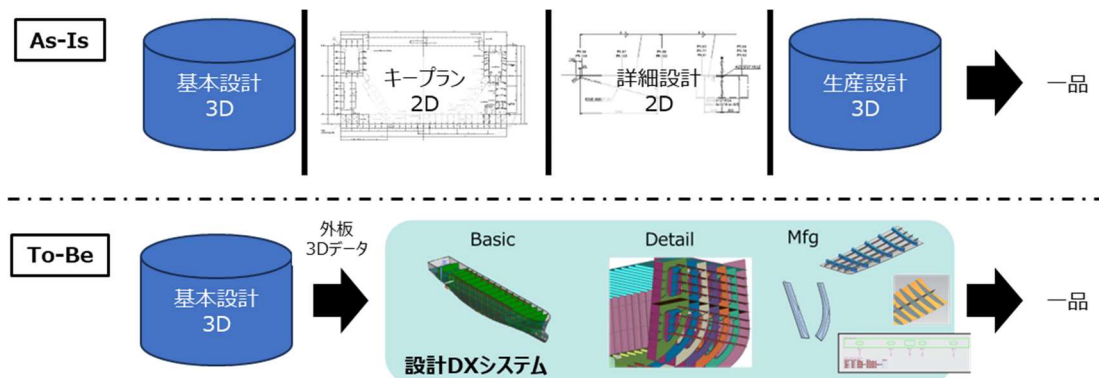 As-Is
基本設計
3D
キープラン
2D
詳細設計
2D
生産設計
3D
一品
To-Be
基本設計
3D
外板
3Dデータ
Basic
Detail
Mfg
設計DXシステム
一品